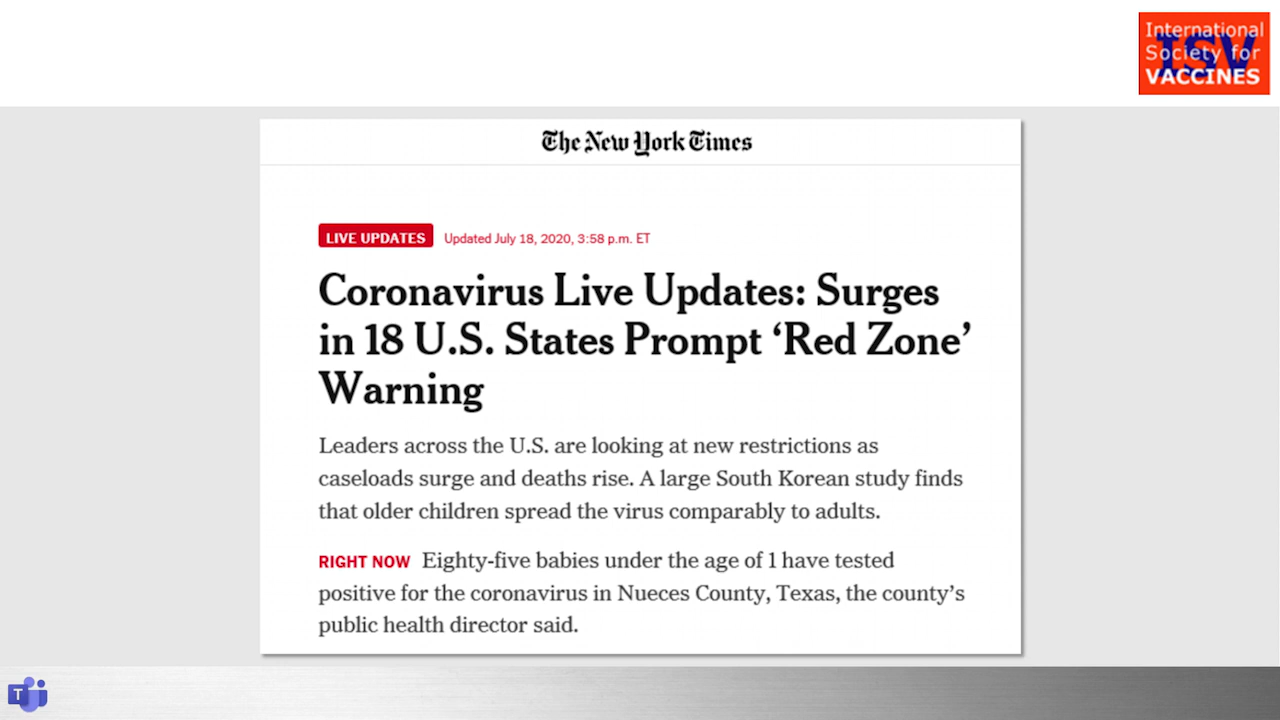 International
Society for
ISV
VACCINES
The New York Times
LIVE UPDATES Updated July 18, 2020, 3:58 p.m. ET
Coronavirus Live Updates: Surges
in 18 U.S. States Prompt ‘Red Zone’
Warning
Leaders across the U.S. are looking at new restrictions as
caseloads surge and deaths rise. A large South Korean study finds
that older children spread the virus comparably to adults.
RIGHT NOW Eighty-five babies under the age of 1 have tested
positive for the coronavirus in Nueces County, Texas, the county’s
public health director said.
T